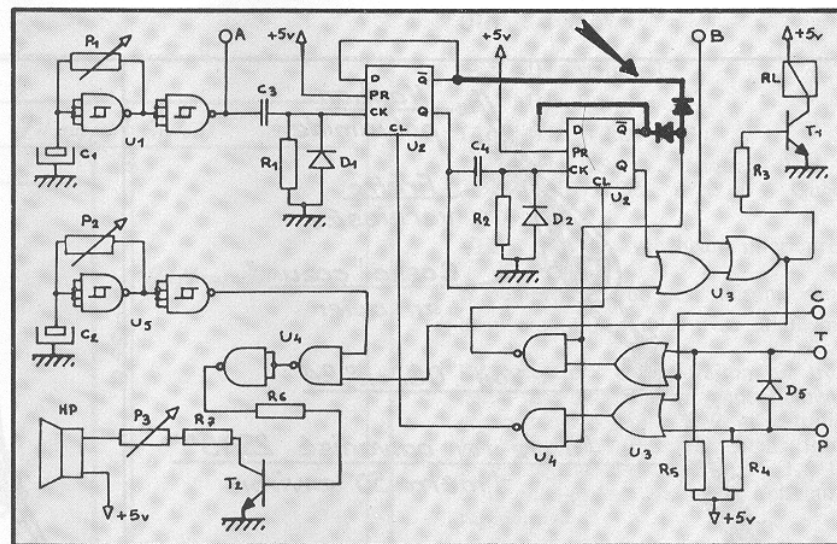 P1
A
+5v
C3
D
Q
PR
CK
Q
CL
U2
U1
C1
R1
D1
+5v
D
Q
PR
CK
Q
CL
U2
C4
R2
D2
B
+5v
RL
T1
R3
U3
P2
U5
C2
U4
R6
HP
P3
R7
T2
+5v
U4
U3
C
T
D5
P
R5
R4
+5v